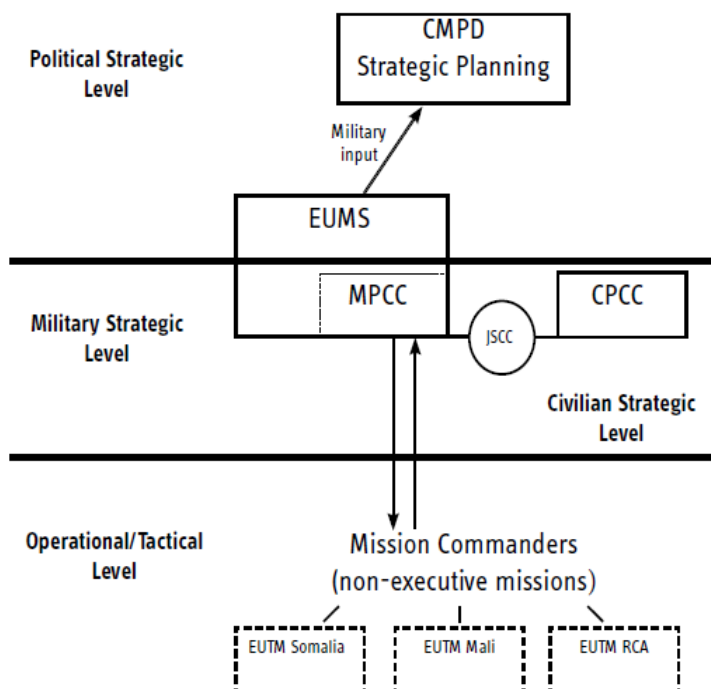 CMPD
Strategic Planning
Political Strategic
Level
Military
input
EUMS
MPCC
CPCC
Military Strategic
Level
JSCC
Civilian Strategic
Level
Operational/Tactical
Level
Mission Commanders
(non-executive missions)
EUTM Somalia
EUTM Mali
EUTM RCA